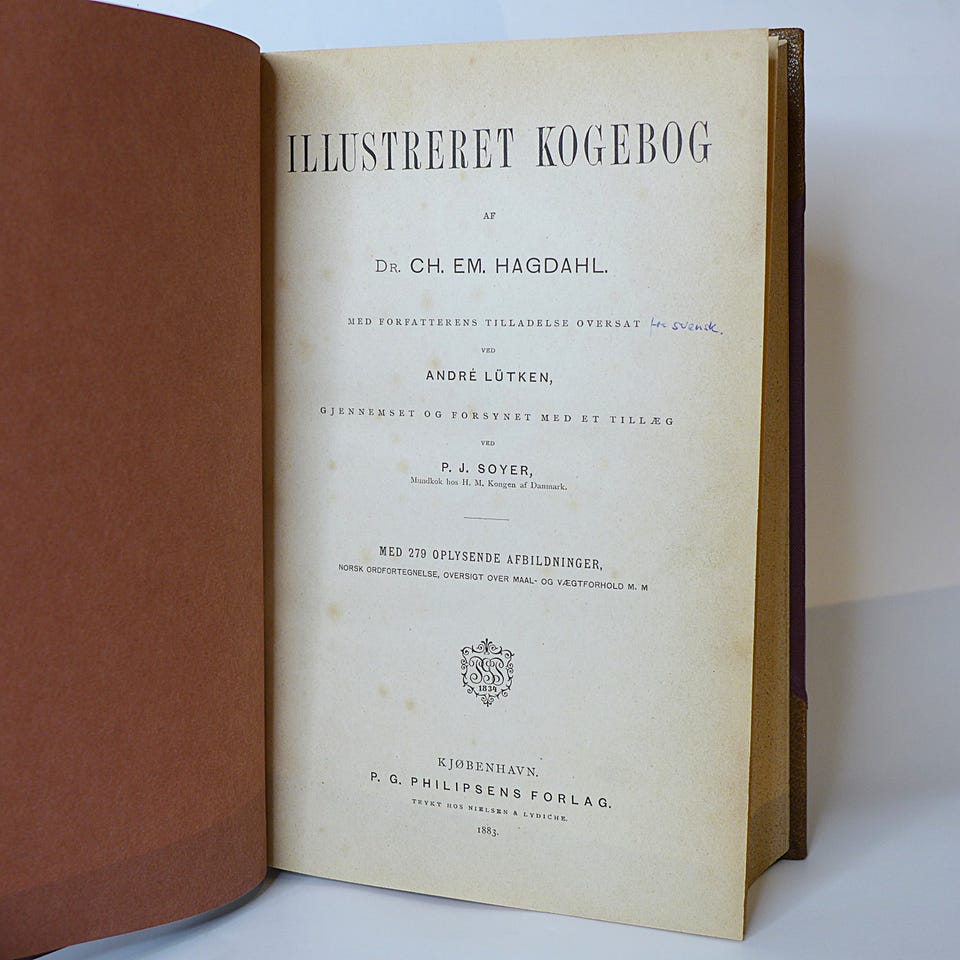 ILLUSTRERET KOGEBOG
AF
DR. CH. EM. HAGDAHL.
MED FORFATTERENS TILLADELSE OVERSAT fra svensk.
VED
ANDRÉ LÜTKEN,
GJENNEMSET OG FORSYNET MED ET TILLÆG
VED
P. J. SOYER,
Mundkok hos H. M. Kongen af Danmark.
MED 279 OPLYSENDE AFBILDNINGER,
NORSK ORDFORTEGNELSE, OVERSIGT OVER MAAL- OG VÆGTFORHOLD M. M
1834
KJØBENHAVN.
P. G. PHILIPSENS FORLAG.
TRYKT HOS NIELSEN & LYDICHE.
1883.